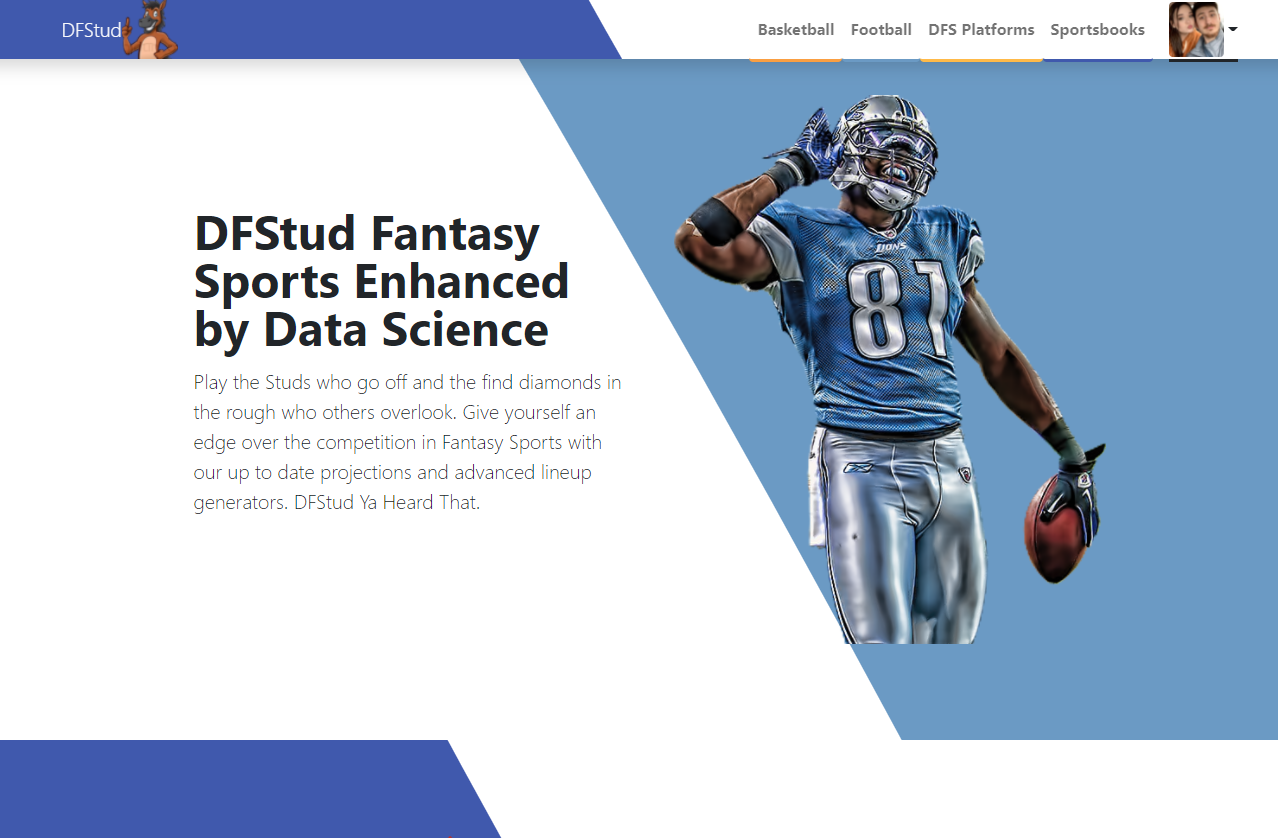 DFStud
Basketball Football DFS Platforms Sportsbooks
DFStud Fantasy
Sports Enhanced
by Data Science
Play the Studs who go off and the find diamonds in
the rough who others overlook. Give yourself an
edge over the competition in Fantasy Sports with
our up to date projections and advanced lineup
generators. DFStud Ya Heard That.
LIONS
81